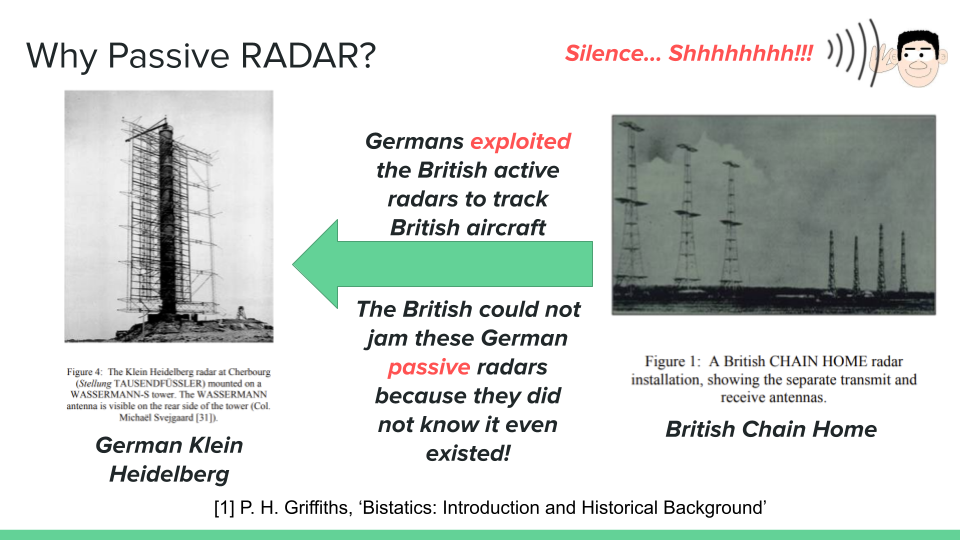 Why Passive RADAR?
Silence... Shhhhhhhh!!!
Germans exploited
the British active
radars to track
British aircraft
The British could not
jam these German
passive radars
because they did
not know it even
existed!
Figure 4: The Klein Heidelberg radar at Cherbourg
(Stellung TAUSENDFÜSSLER) mounted on a
WASSERMANN-S tower. The WASSERMANN
antenna is visible on the rear side of the tower (Col.
Michaël Svejgaard [31]).
German Klein
Heidelberg
Figure 1: A British CHAIN HOME radar
installation, showing the separate transmit and
receive antennas.
British Chain Home
[1] P. H. Griffiths, ‘Bistatics: Introduction and Historical Background’